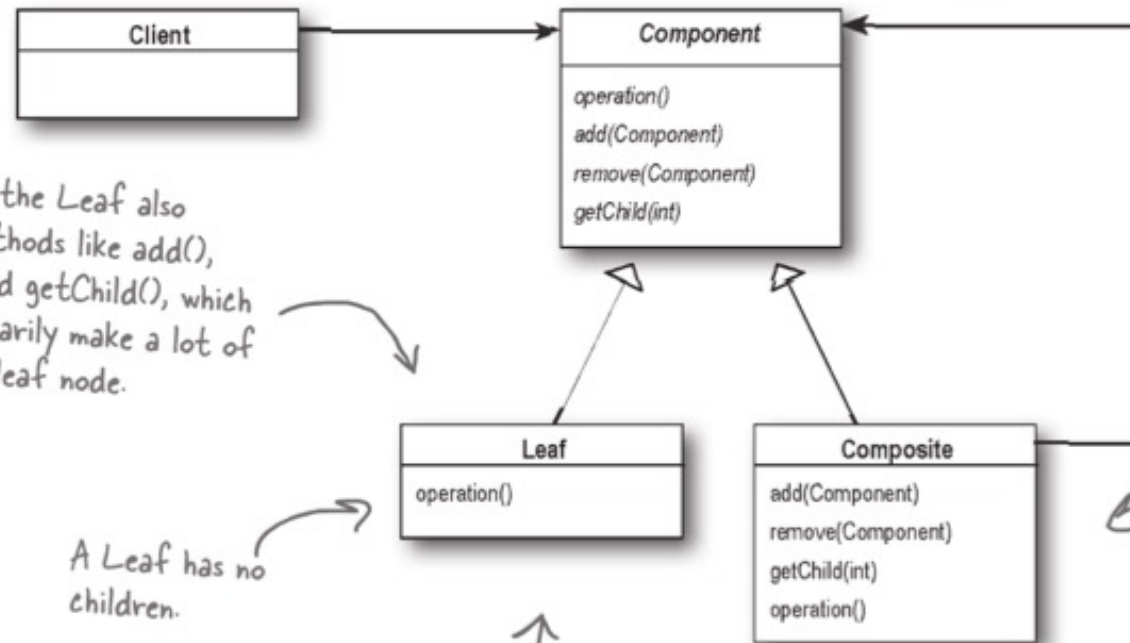 Client
Component
operation()
add(Component)
remove(Component)
getChild(int)
the Leaf also
thods like add(),
d getChild(), which
arily make a lot of
leaf node.
Leaf
operation()
Composite
add(Component)
remove(Component)
getChild(int)
operation()
A Leaf has no
children.